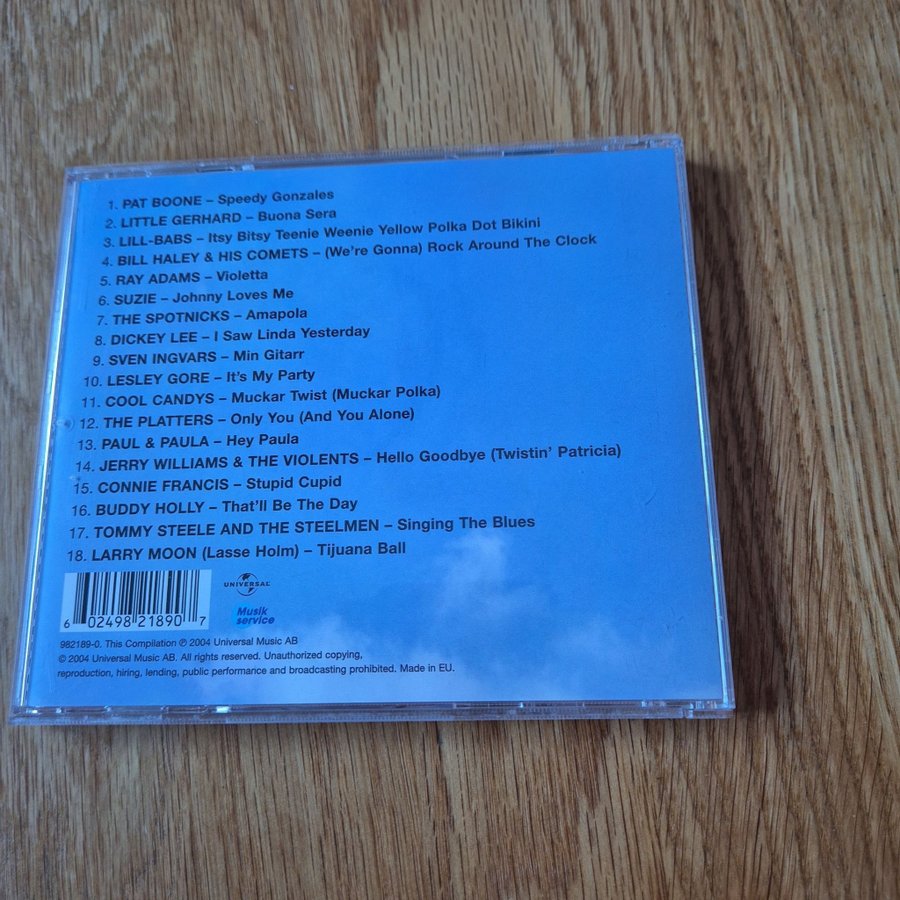 1. PAT BOONE – Speedy Gonzales
2. LITTLE GERHARD – Buona Sera
3. LILL-BABS – Itsy Bitsy Teenie Weenie Yellow Polka Dot Bikini
4. BILL HALEY & HIS COMETS – (We're Gonna) Rock Around The Clock
5. RAY ADAMS – Violetta
6. SUZIE – Johnny Loves Me
7. THE SPOTNICKS – Amapola
8. DICKEY LEE – I Saw Linda Yesterday
9. SVEN INGVARS – Min Gitarr
10. LESLEY GORE – It's My Party
11. COOL CANDYS – Muckar Twist (Muckar Polka)
12. THE PLATTERS – Only You (And You Alone)
13. PAUL & PAULA – Hey Paula
14. JERRY WILLIAMS & THE VIOLENTS – Hello Goodbye (Twistin' Patricia)
15. CONNIE FRANCIS – Stupid Cupid
16. BUDDY HOLLY – That'll Be The Day
17. TOMMY STEELE AND THE STEELMEN – Singing The Blues
18. LARRY MOON (Lasse Holm) – Tijuana Ball
6 02498 21890 7
UNIVERSAL
Musik
service
982189-0. This Compilation ℗ 2004 Universal Music AB
© 2004 Universal Music AB. All rights reserved. Unauthorized copying,
reproduction, hiring, lending, public performance and broadcasting prohibited. Made in EU.